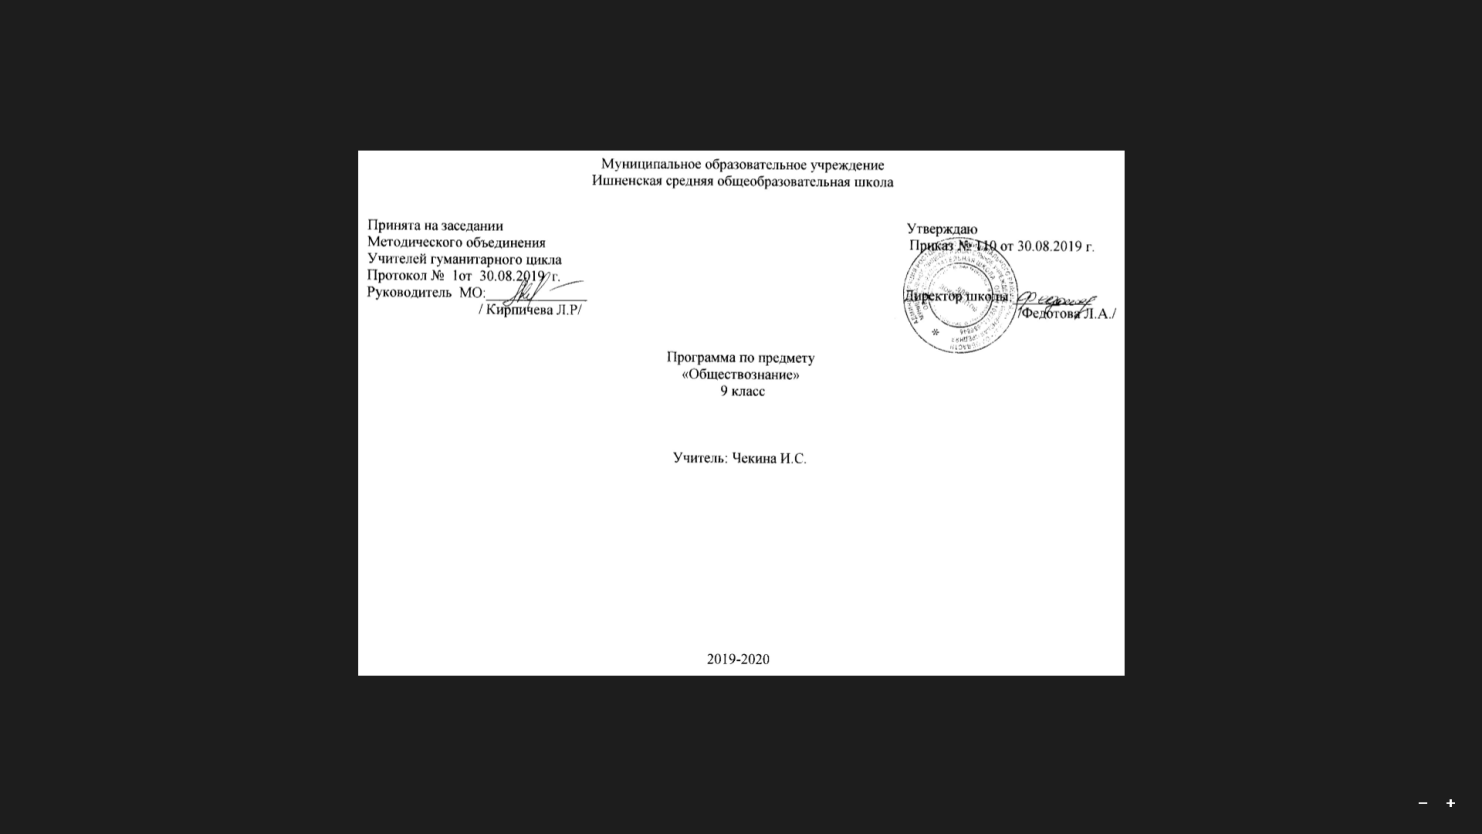 Муниципальное образовательное учреждение
Ишненская средняя общеобразовательная школа
Принята на заседании
Методического объединения
Учителей гуманитарного цикла
Протокол № 1от 30.08.2019 г.
Руководитель МО:
/ Кирпичева Л.Р/
Утверждаю
Приказ № 110 от 30.08.2019 г.
Директор школы:
/Федотова Л.А./
Программа по предмету
«Обществознание»
9 класс
Учитель: Чекина И.С.
2019-2020